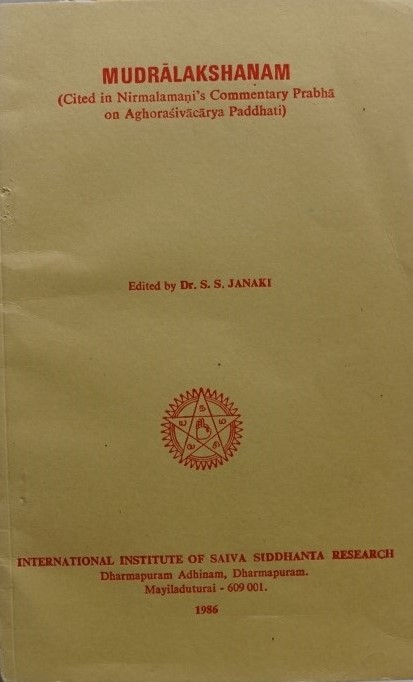 MUDRĀLAKSHANAM
(Cited in Nirmalamaṇi's Commentary Prabhā
on Aghoraśivācārya Paddhati)
Edited by Dr. S. S. JANAKI
INTERNATIONAL INSTITUTE OF SAIVA SIDDHANTA RESEARCH
Dharmapuram Adhinam, Dharmapuram.
Mayiladuturai - 609 001.
1986